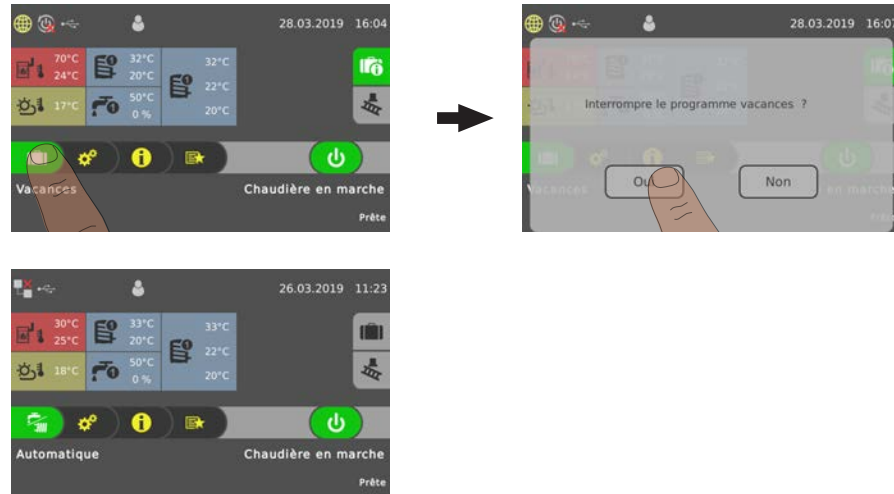 28.03.2019 16:04
70°C 32°C 32°C
24°C 20°C 22°C
17°C 50°C 20°C
0 %
Vacances Chaudière en marche
Prête
28.03.2019 16:07
Interrompre le programme vacances ?
Oui Non
26.03.2019 11:23
30°C 33°C 33°C
25°C 20°C 22°C
18°C 50°C 20°C
0 %
Automatique Chaudière en marche
Prête